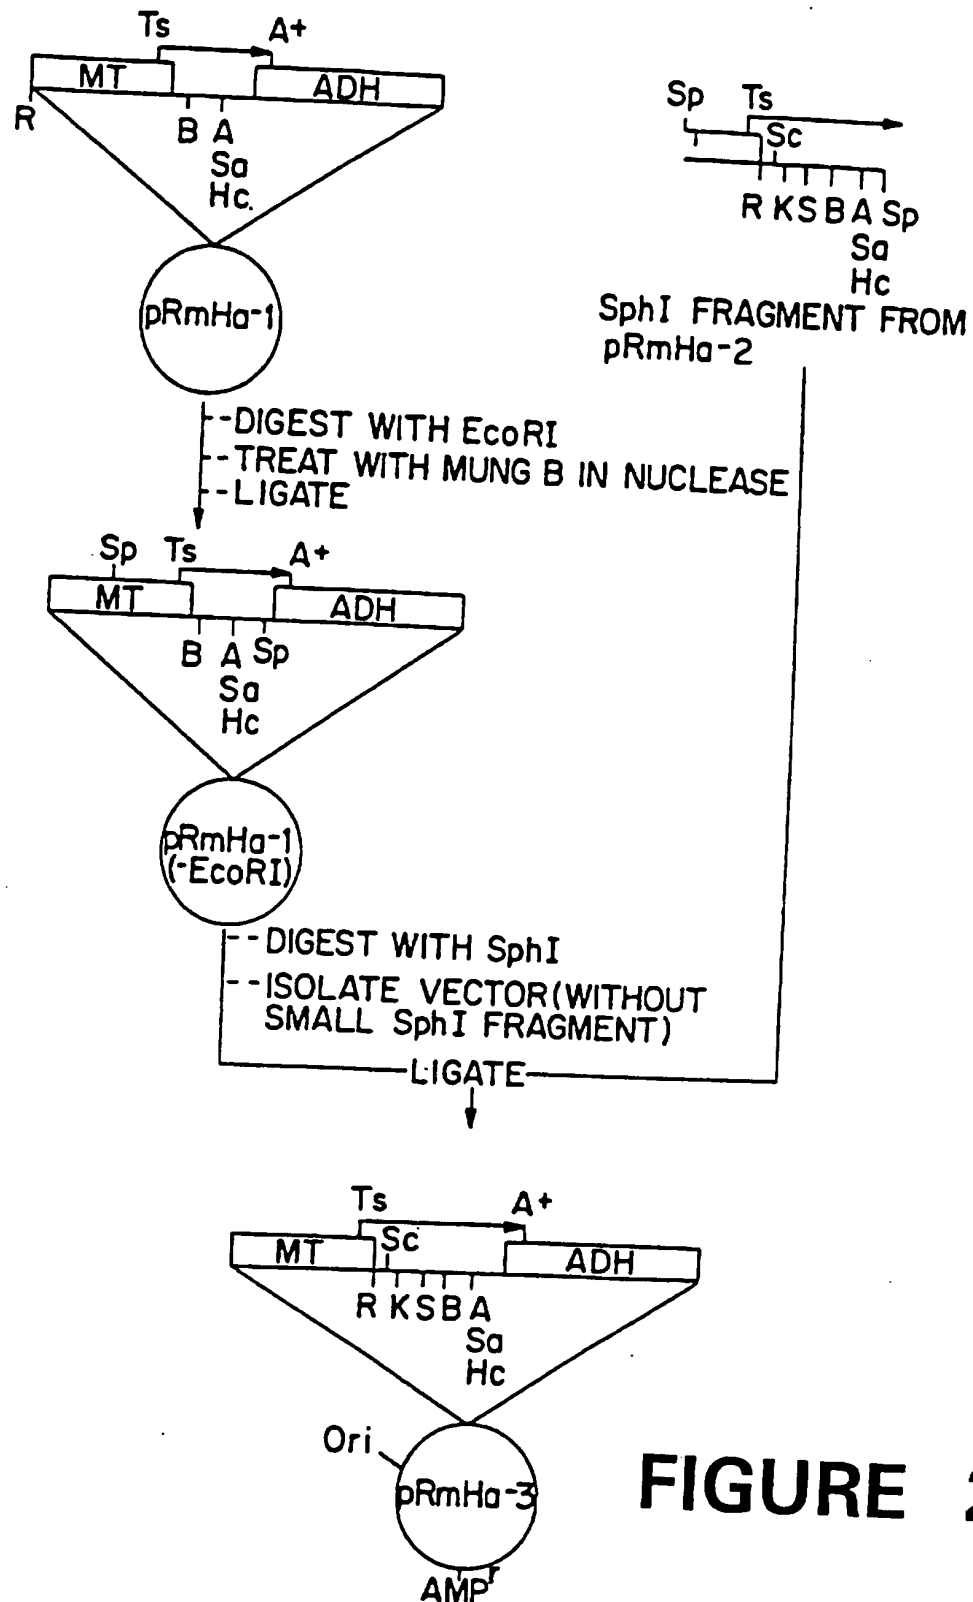 Ts A+
MT ADH
R B A
Sa
Hc
pRmHa-1
Sp Ts
Sc
R K S B A Sp
Sa
Hc
SphI FRAGMENT FROM
pRmHa-2
--DIGEST WITH EcoRI
--TREAT WITH MUNG B IN NUCLEASE
--LIGATE
Sp Ts A+
MT ADH
B A Sp
Sa
Hc
pRmHa-1
(-EcoRI)
--DIGEST WITH SphI
--ISOLATE VECTOR(WITHOUT
SMALL SphI FRAGMENT)
LIGATE
Ts A+
MT Sc ADH
R K S B A
Sa
Hc
Ori
pRmHa-3
AMPr
FIGURE